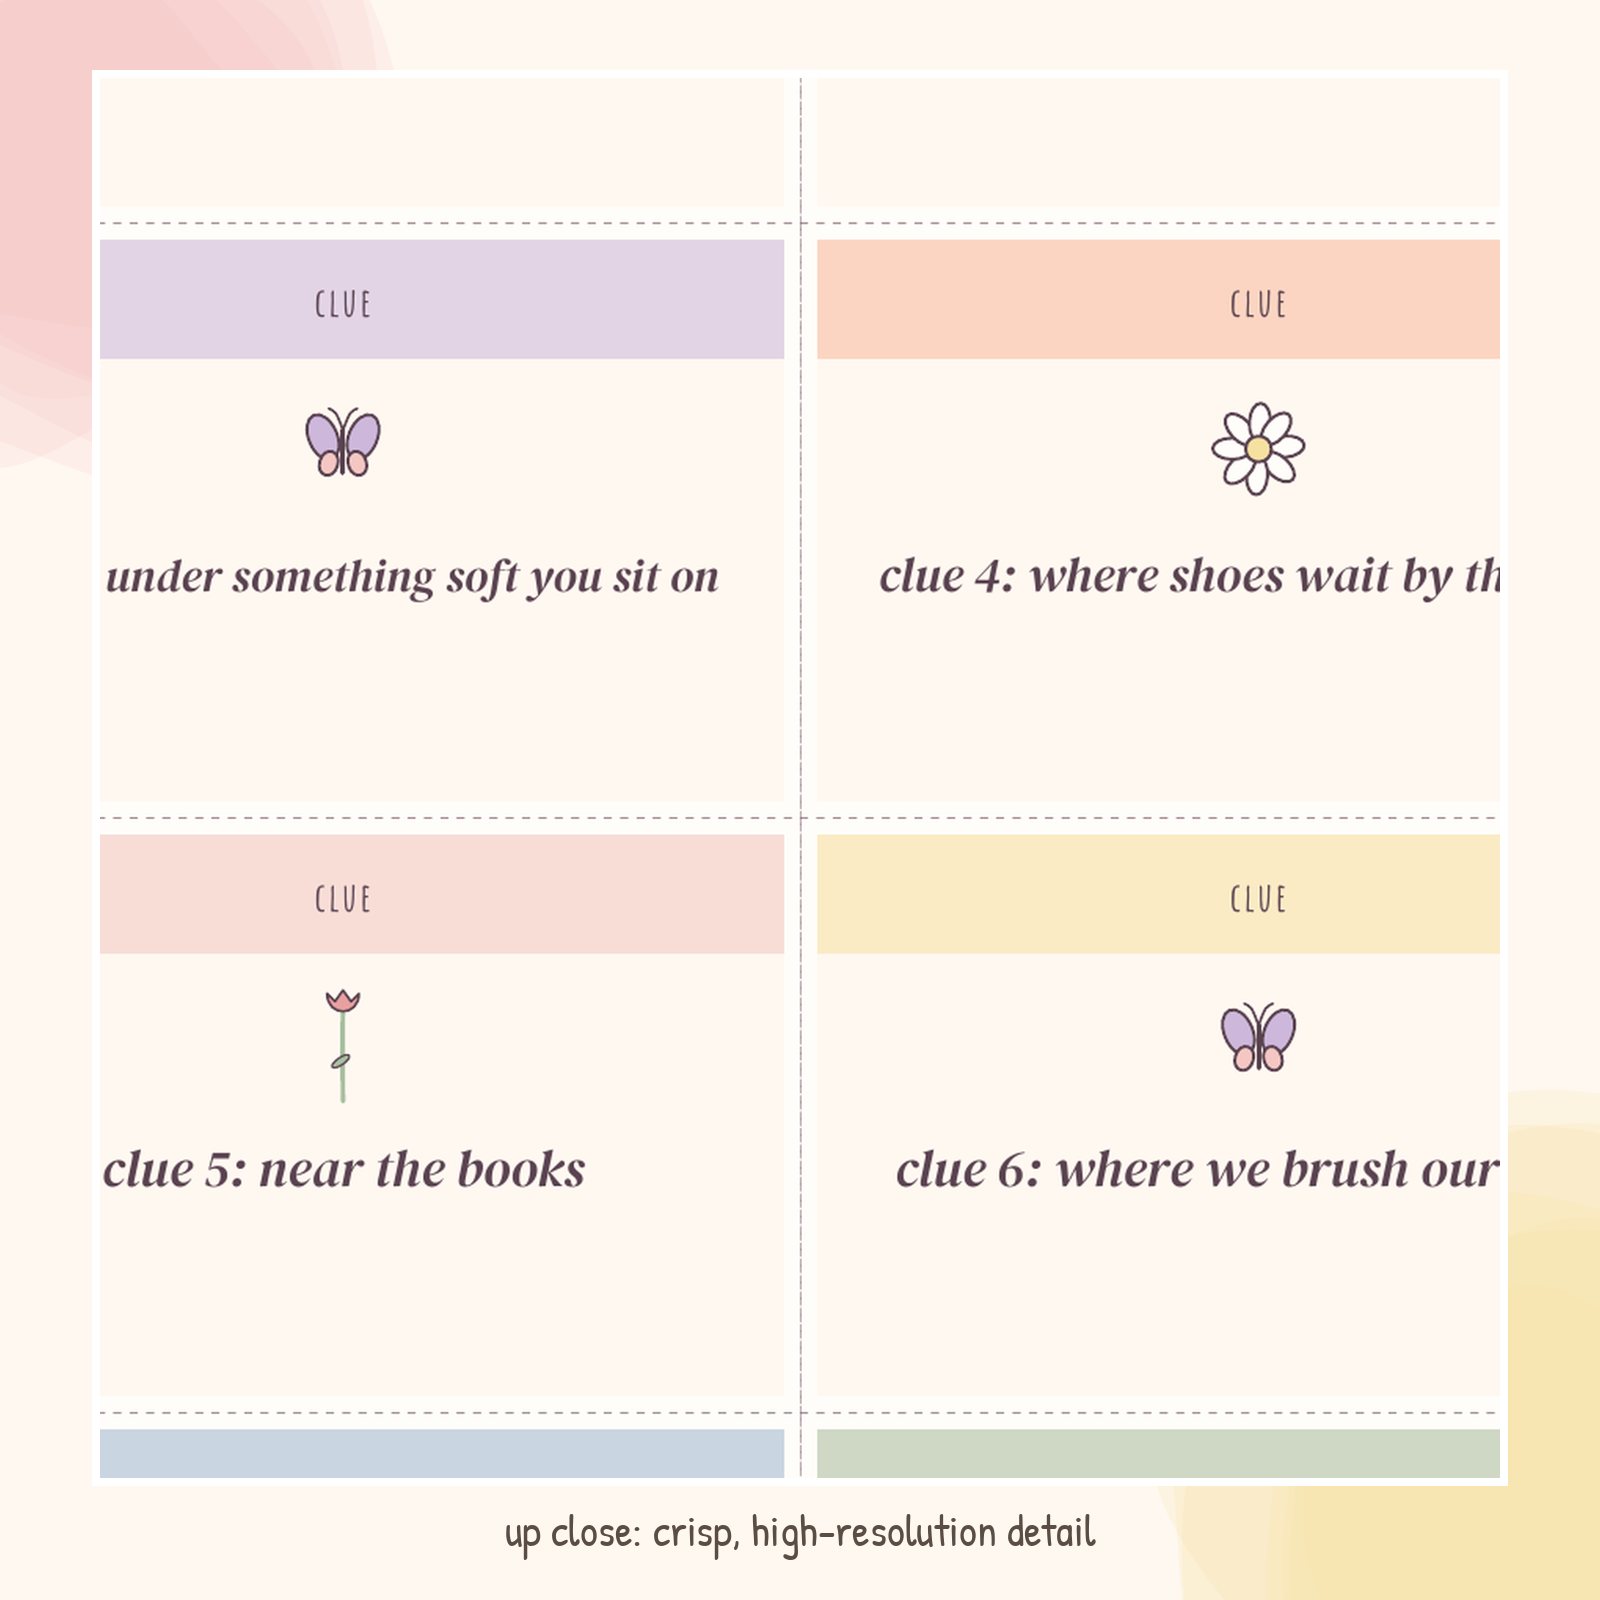 CLUE
CLUE
under something soft you sit on
clue 4: where shoes wait by th
CLUE
CLUE
clue 5: near the books
clue 6: where we brush our
up close: crisp, high-resolution detail